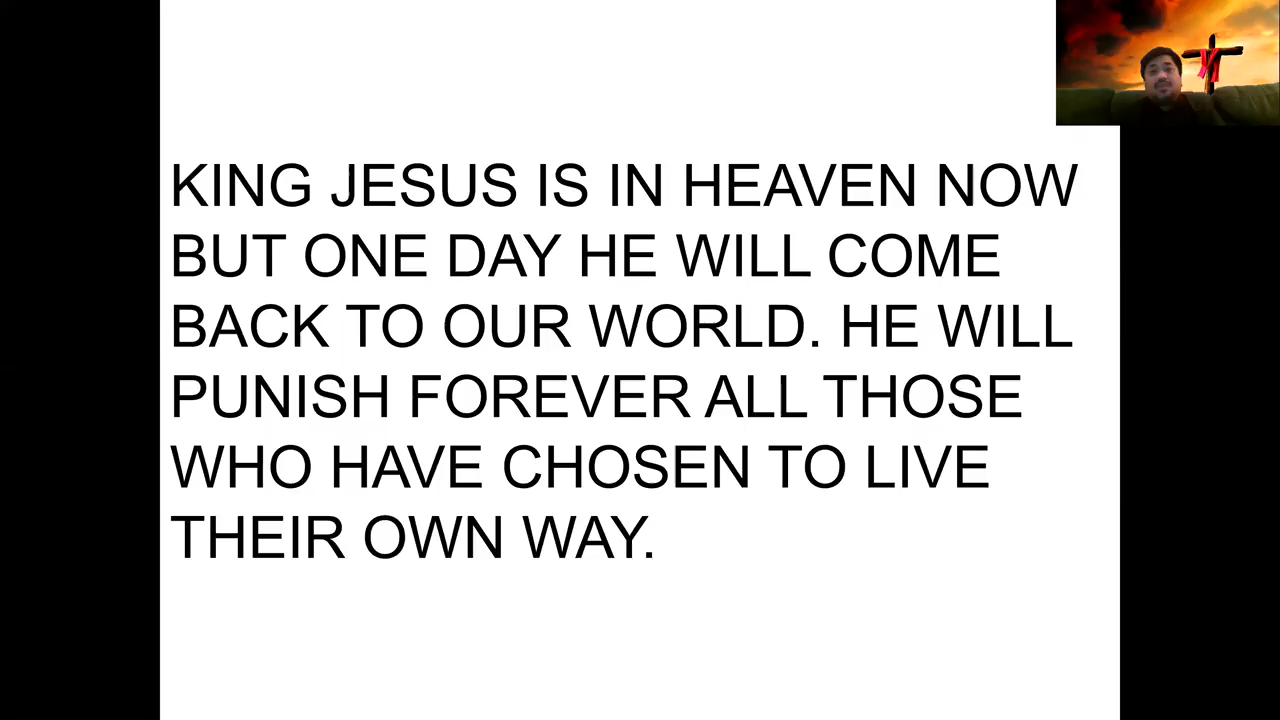 KING JESUS IS IN HEAVEN NOW
BUT ONE DAY HE WILL COME
BACK TO OUR WORLD. HE WILL
PUNISH FOREVER ALL THOSE
WHO HAVE CHOSEN TO LIVE
THEIR OWN WAY.